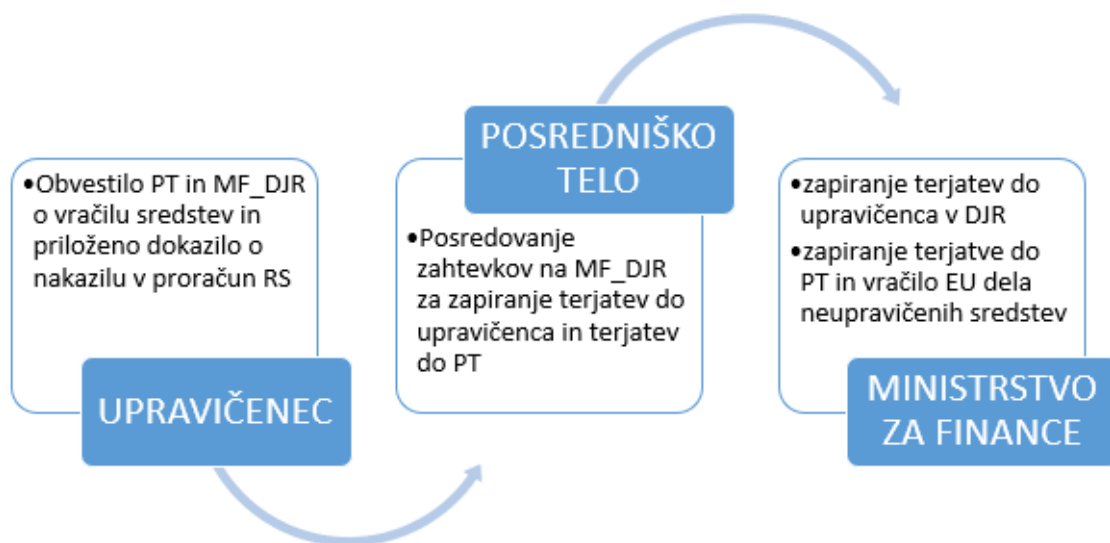 •Obvestilo PT in MF_DJR
o vračilu sredstev in
priloženo dokazilo o
nakazilu v proračun RS
UPRAVIČENEC
POSREDNIŠKO
TELO
•Posredovanje
zahtevkov na MF_DJR
za zapiranje terjatev do
upravičenca in terjatev
do PT
•zapiranje terjatev do
upravičenca v DJR
•zapiranje terjatve do
PT in vračilo EU dela
neupravičenih sredstev
MINISTRSTVO
ZA FINANCE